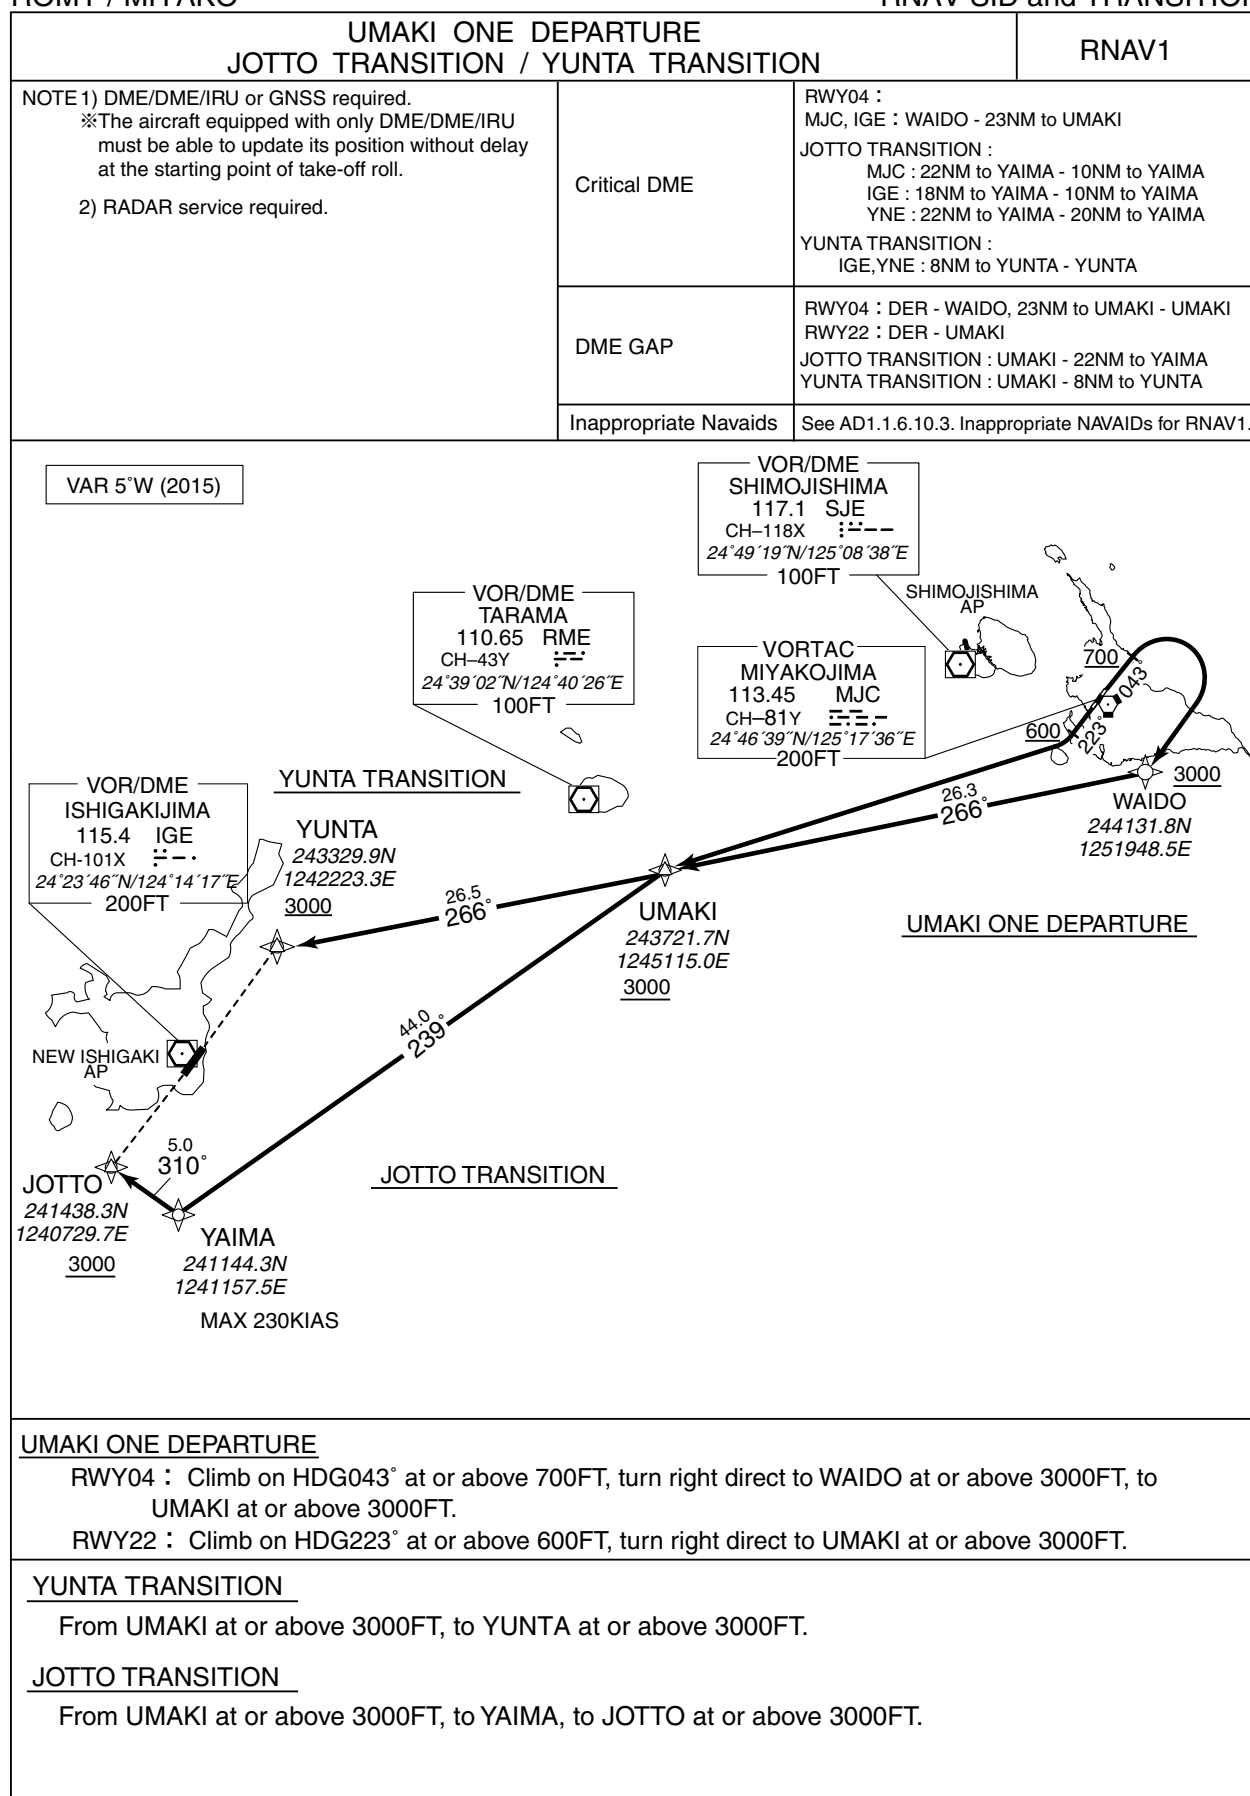 UMAKI ONE DEPARTURE
JOTTO TRANSITION / YUNTA TRANSITION
RNAV1
NOTE 1) DME/DME/IRU or GNSS required.
※The aircraft equipped with only DME/DME/IRU
must be able to update its position without delay
at the starting point of take-off roll.
2) RADAR service required.
Critical DME
RWY04 :
MJC, IGE : WAIDO - 23NM to UMAKI
JOTTO TRANSITION :
MJC : 22NM to YAIMA - 10NM to YAIMA
IGE : 18NM to YAIMA - 10NM to YAIMA
YNE : 22NM to YAIMA - 20NM to YAIMA
YUNTA TRANSITION :
IGE,YNE : 8NM to YUNTA - YUNTA
DME GAP
RWY04 : DER - WAIDO, 23NM to UMAKI - UMAKI
RWY22 : DER - UMAKI
JOTTO TRANSITION : UMAKI - 22NM to YAIMA
YUNTA TRANSITION : UMAKI - 8NM to YUNTA
Inappropriate Navaids
See AD1.1.6.10.3. Inappropriate NAVAIDs for RNAV1.
VAR 5°W (2015)
VOR/DME
SHIMOJISHIMA
117.1 SJE
CH–118X
24°49′19″N/125°08′38″E
100FT
SHIMOJISHIMA
AP
VOR/DME
TARAMA
110.65 RME
CH–43Y
24°39′02″N/124°40′26″E
100FT
VORTAC
MIYAKOJIMA
113.45 MJC
CH–81Y
24°46′39″N/125°17′36″E
200FT
700
043°
600
223°
3000
WAIDO
244131.8N
1251948.5E
26.3
266°
VOR/DME
ISHIGAKIJIMA
115.4 IGE
CH-101X
24°23′46″N/124°14′17″E
200FT
YUNTA TRANSITION
YUNTA
243329.9N
1242223.3E
3000
26.5
266°
UMAKI
243721.7N
1245115.0E
3000
UMAKI ONE DEPARTURE
44.0
239°
NEW ISHIGAKI
AP
5.0
310°
JOTTO TRANSITION
JOTTO
241438.3N
1240729.7E
3000
YAIMA
241144.3N
1241157.5E
MAX 230KIAS
UMAKI ONE DEPARTURE
RWY04 : Climb on HDG043° at or above 700FT, turn right direct to WAIDO at or above 3000FT, to
UMAKI at or above 3000FT.
RWY22 : Climb on HDG223° at or above 600FT, turn right direct to UMAKI at or above 3000FT.
YUNTA TRANSITION
From UMAKI at or above 3000FT, to YUNTA at or above 3000FT.
JOTTO TRANSITION
From UMAKI at or above 3000FT, to YAIMA, to JOTTO at or above 3000FT.